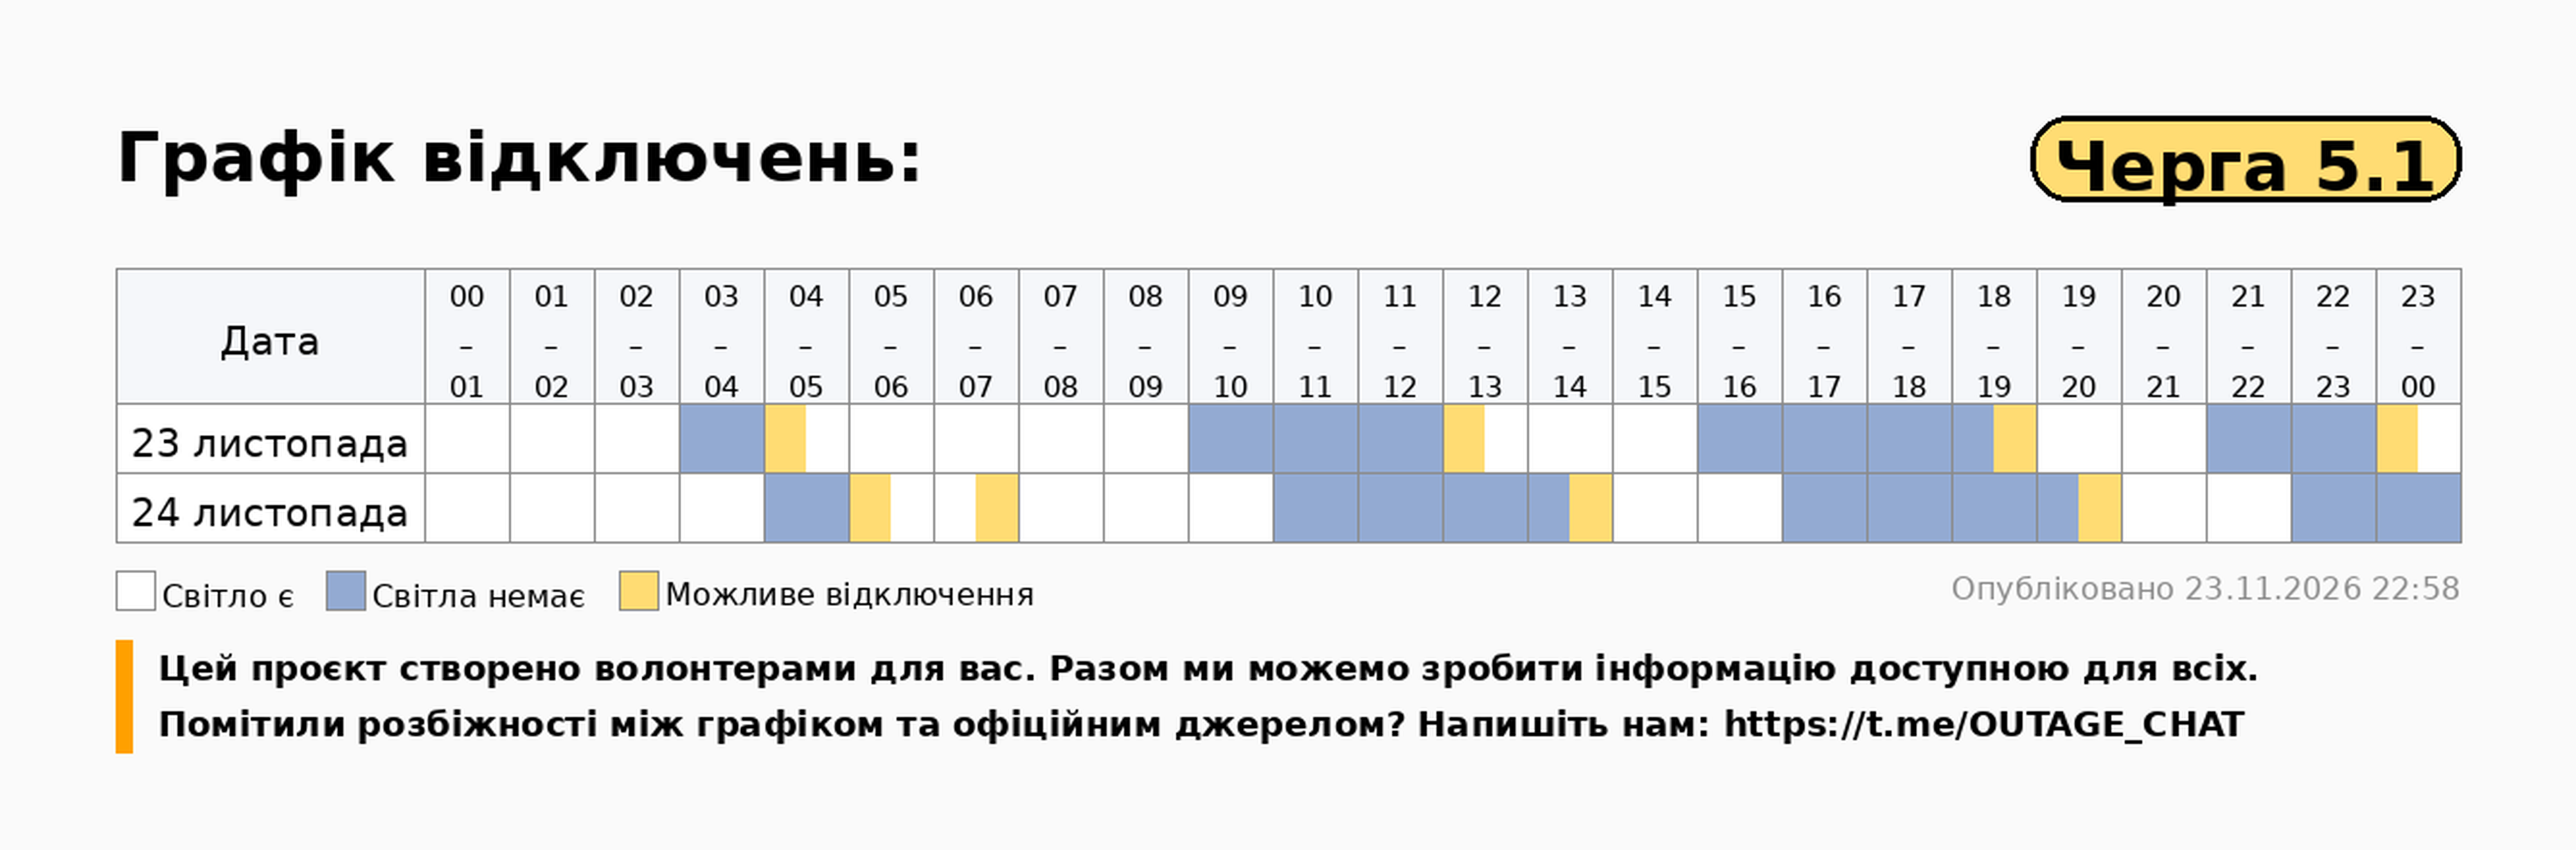 Графік відключень:
Черга 5.1
Дата
00 – 01
01 – 02
02 – 03
03 – 04
04 – 05
05 – 06
06 – 07
07 – 08
08 – 09
09 – 10
10 – 11
11 – 12
12 – 13
13 – 14
14 – 15
15 – 16
16 – 17
17 – 18
18 – 19
19 – 20
20 – 21
21 – 22
22 – 23
23 – 00
23 листопада
24 листопада
Світло є
Світла немає
Можливе відключення
Опубліковано 23.11.2026 22:58
Цей проєкт створено волонтерами для вас. Разом ми можемо зробити інформацію доступною для всіх.
Помітили розбіжності між графіком та офіційним джерелом? Напишіть нам: https://t.me/OUTAGE_CHAT